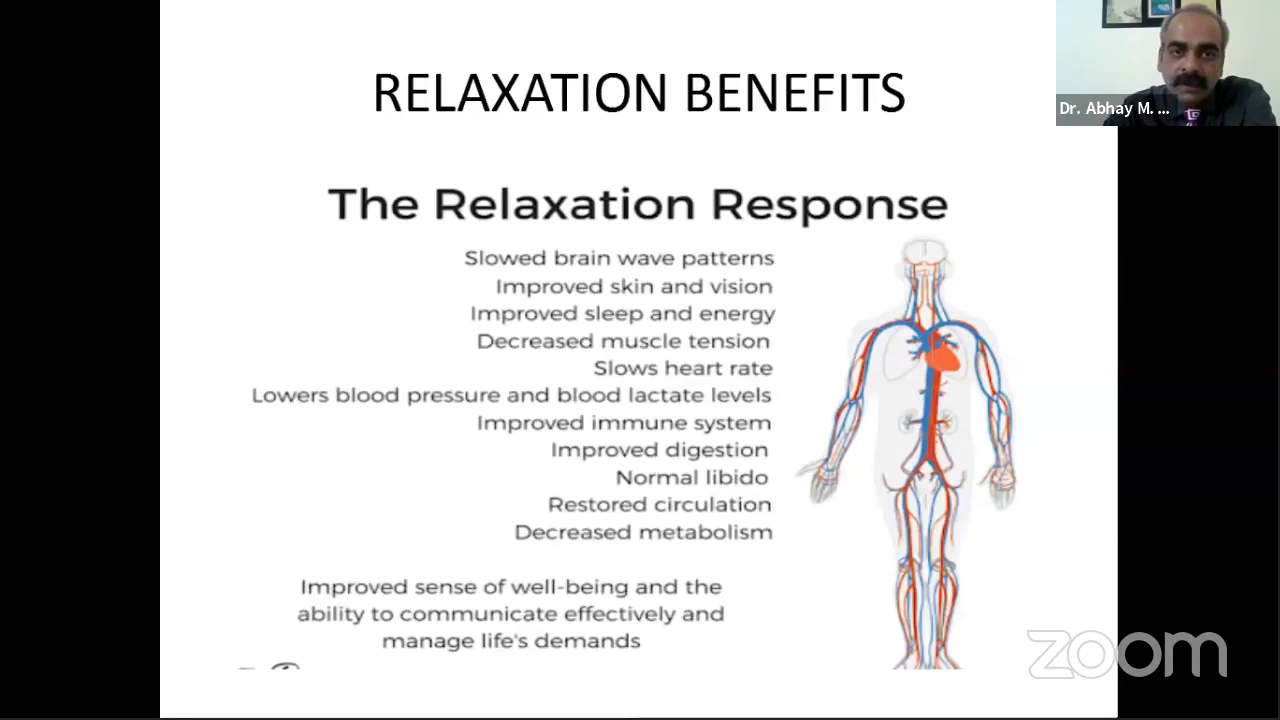 RELAXATION BENEFITS
Dr. Abhay M. ...
The Relaxation Response
Slowed brain wave patterns
Improved skin and vision
Improved sleep and energy
Decreased muscle tension
Slows heart rate
Lowers blood pressure and blood lactate levels
Improved immune system
Improved digestion
Normal libido
Restored circulation
Decreased metabolism
Improved sense of well-being and the
ability to communicate effectively and
manage life's demands
zoom